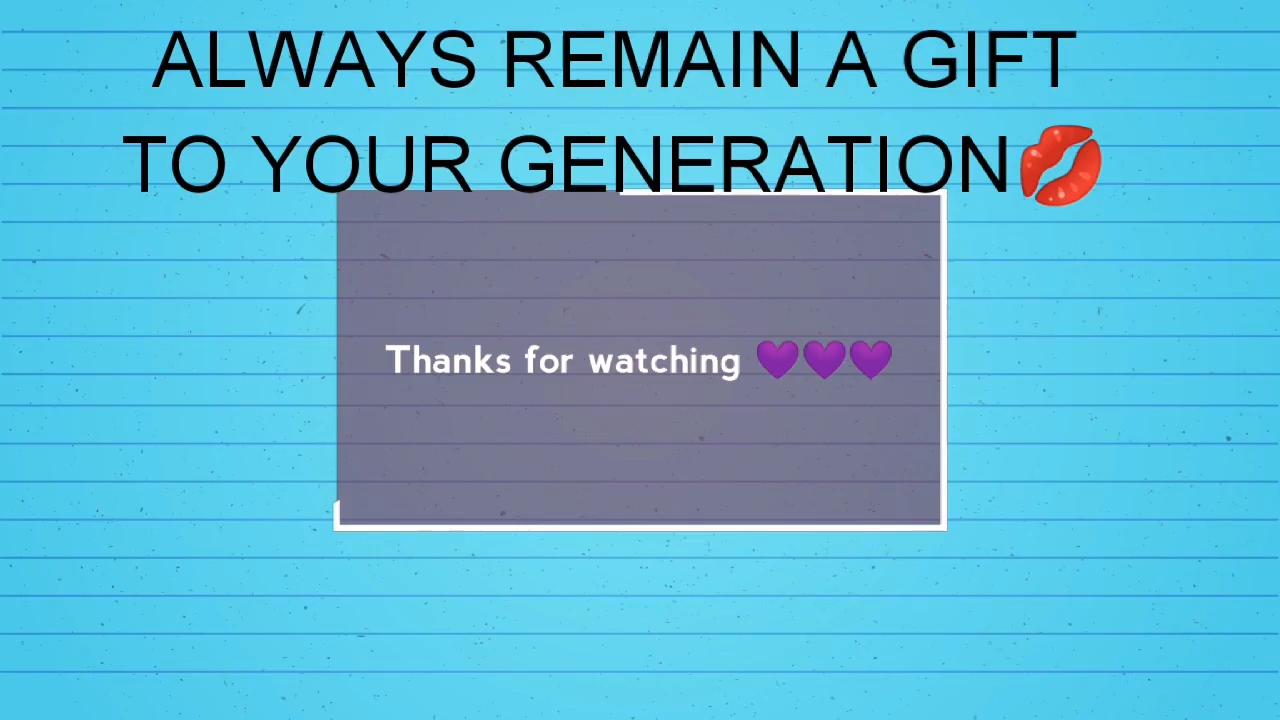 ALWAYS REMAIN A GIFT
TO YOUR GENERATION💋
Thanks for watching 💜💜💜